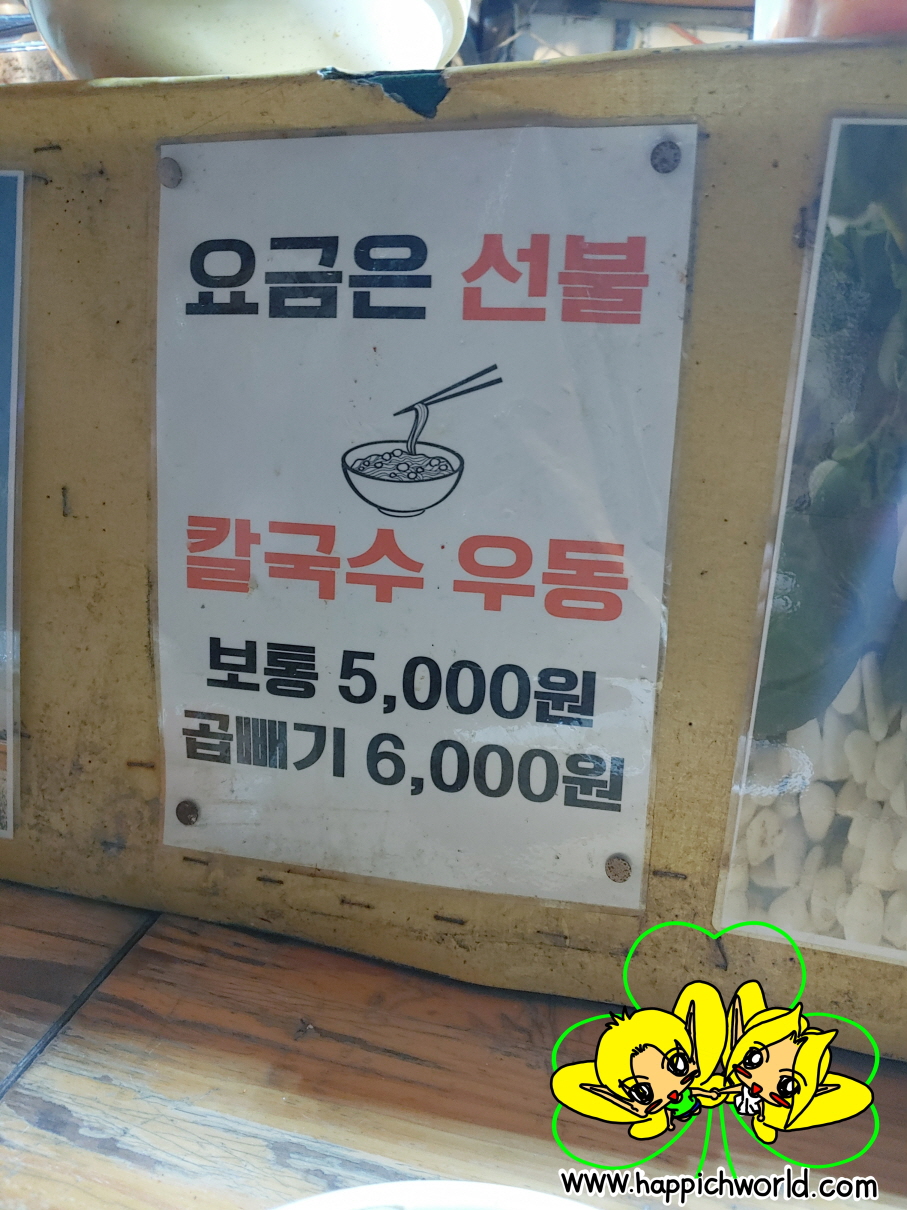 요금은 선불
칼국수 우동
보통 5,000원
곱빼기 6,000원
www.happichworld.com